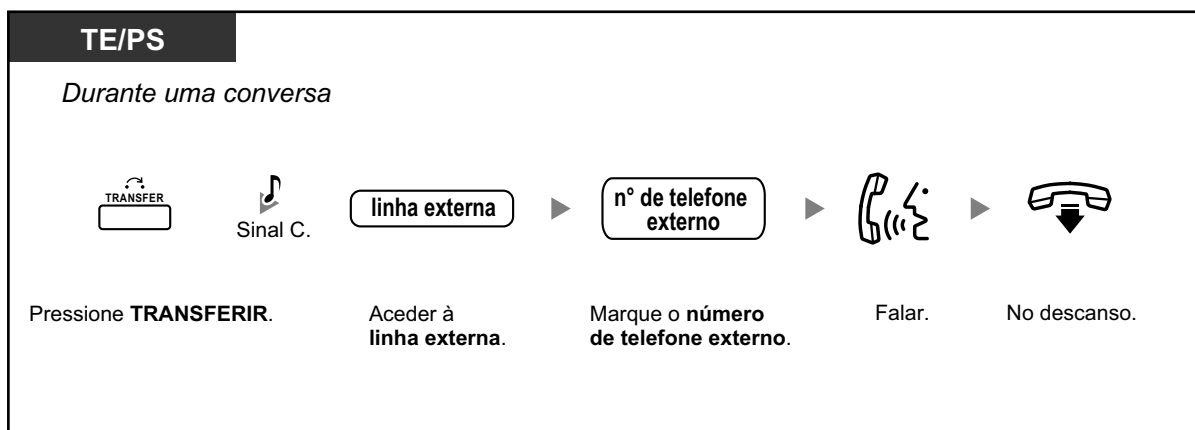 TE/PS
Durante uma conversa
TRANSFER
Sinal C.
linha externa
n° de telefone
externo
Pressione TRANSFERIR.
Aceder à
linha externa.
Marque o número
de telefone externo.
Falar.
No descanso.